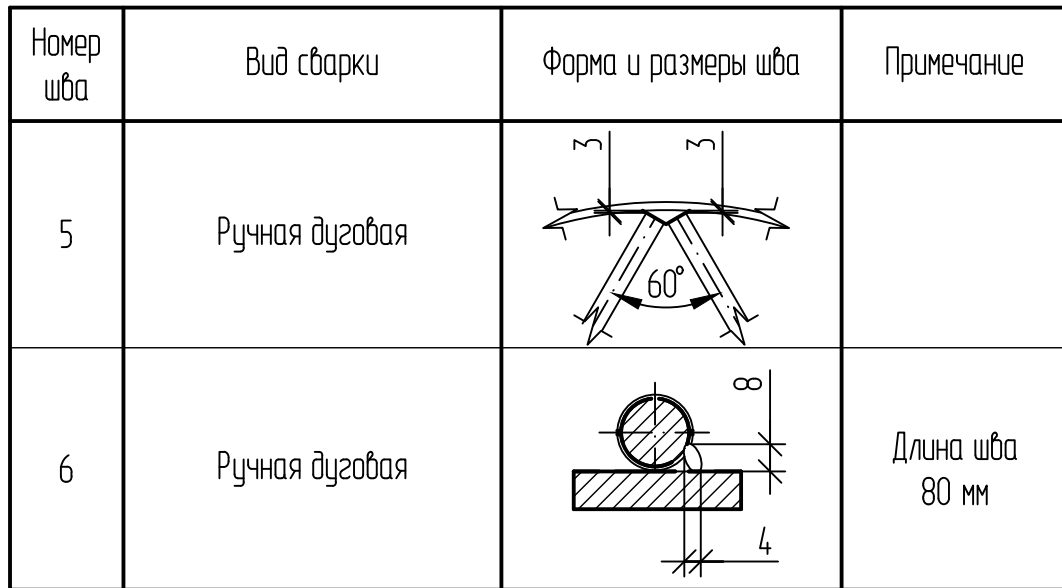 Номер шва
Вид сварки
Форма и размеры шва
Примечание
5
Ручная дуговая
3
3
60°
6
Ручная дуговая
8
4
Длина шва
80 мм